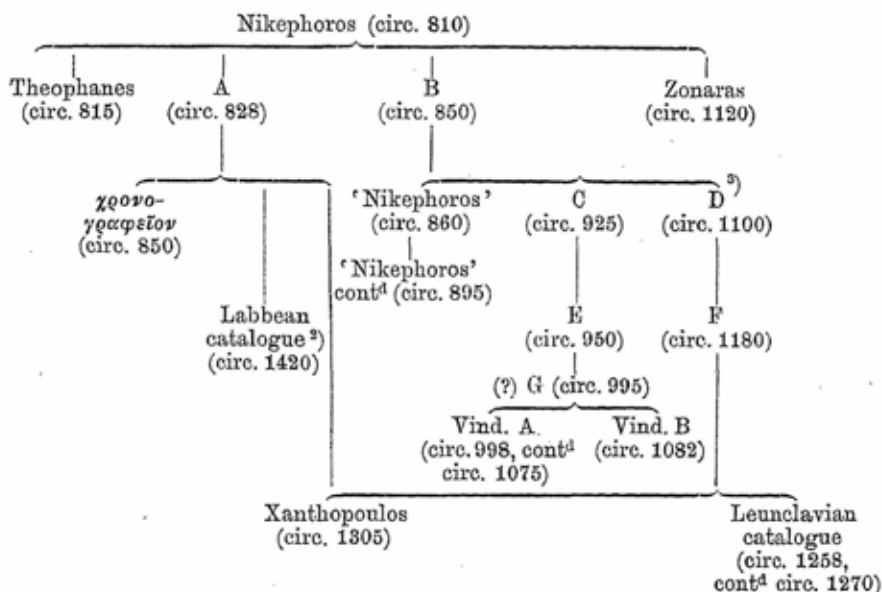 Nikephoros (circ. 810)
Theophanes
(circ. 815)
A
(circ. 828)
B
(circ. 850)
Zonaras
(circ. 1120)
χρονο-
γραφεῖον
(circ. 850)
'Nikephoros'
(circ. 860)
C
(circ. 925)
D ³)
(circ. 1100)
'Nikephoros'
contᵈ (circ. 895)
Labbean
catalogue ²)
(circ. 1420)
E
(circ. 950)
F
(circ. 1180)
(?) G (circ. 995)
Vind. A.
(circ. 998, contᵈ
circ. 1075)
Vind. B
(circ. 1082)
Xanthopoulos
(circ. 1305)
Leunclavian
catalogue
(circ. 1258,
contᵈ circ. 1270)